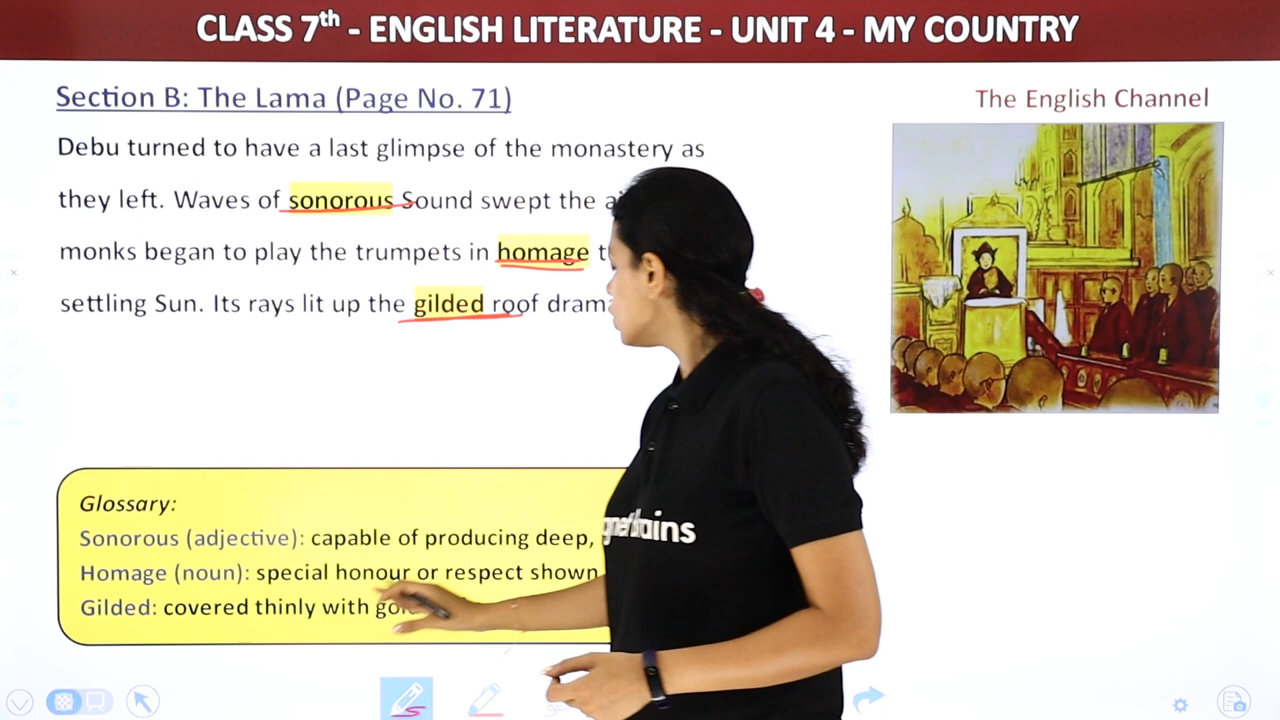 CLASS 7th - ENGLISH LITERATURE - UNIT 4 - MY COUNTRY
Section B: The Lama (Page No. 71)
The English Channel
Debu turned to have a last glimpse of the monastery as
they left. Waves of sonorous Sound swept the
monks began to play the trumpets in homage
settling Sun. Its rays lit up the gilded roof
Glossary:
Sonorous (adjective): capable of producing deep,
Homage (noun): special honour or respect shown
Gilded: covered thinly with